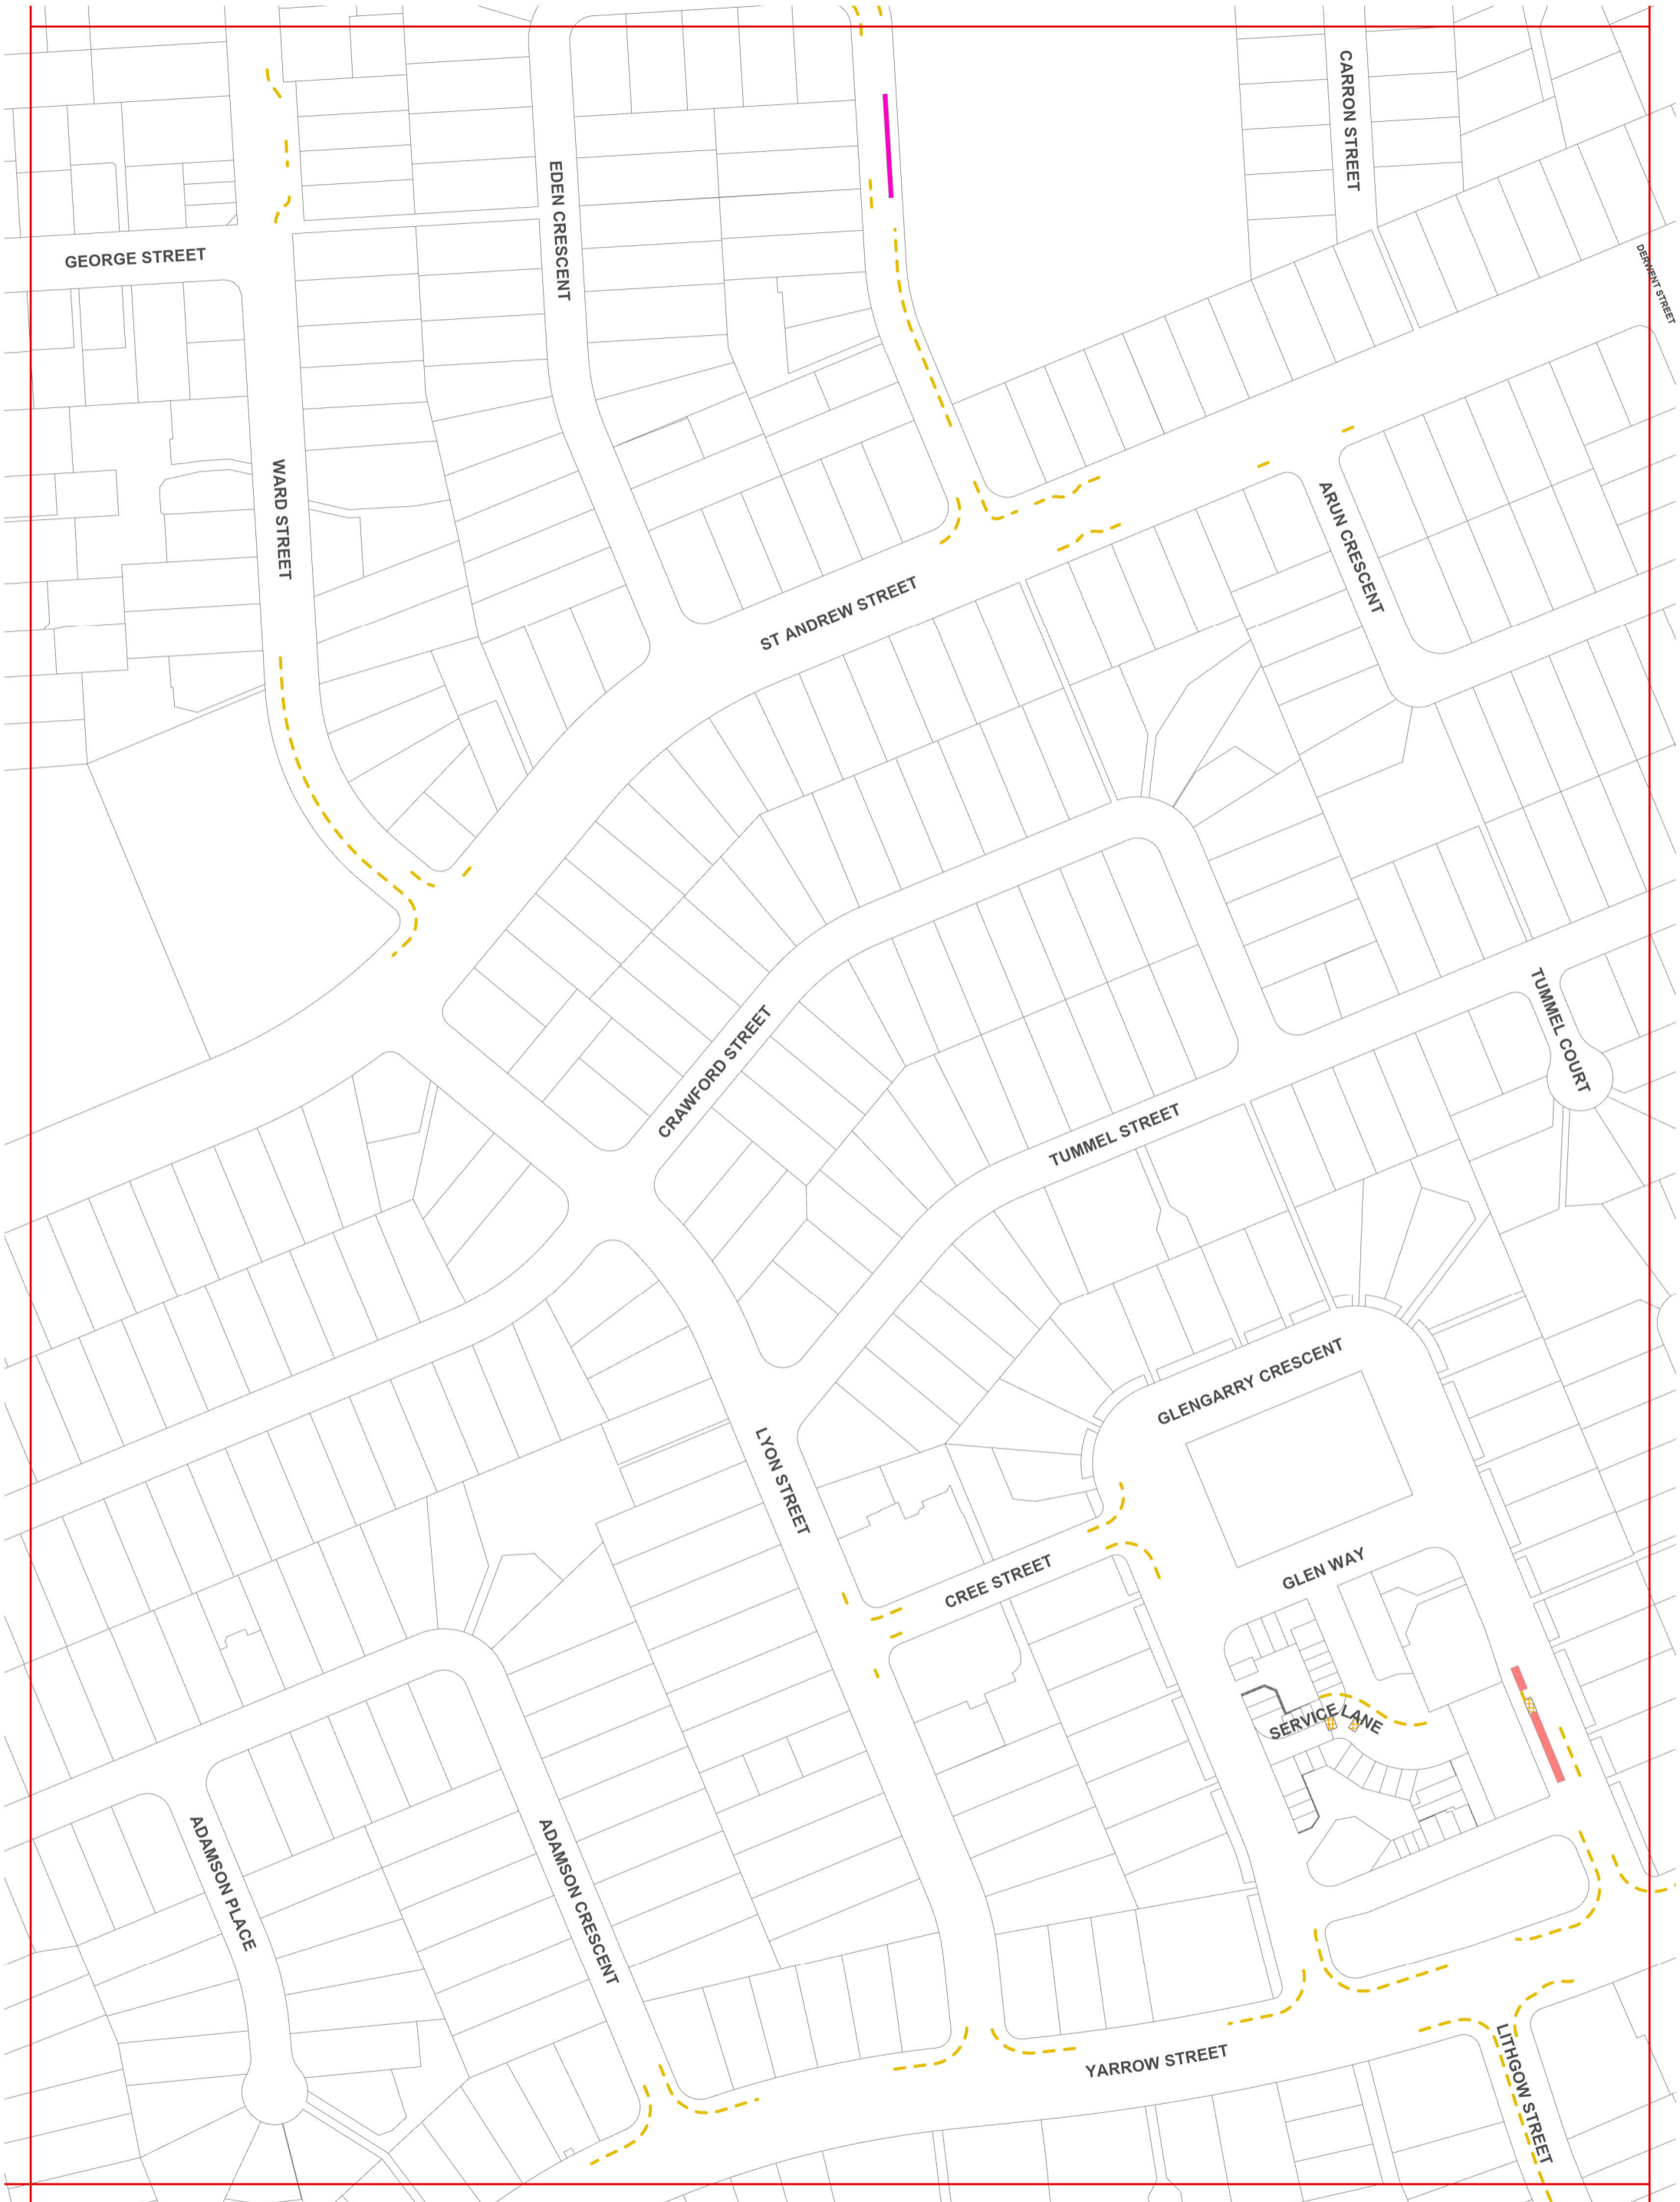 CARRON STREET
EDEN CRESCENT
GEORGE STREET
DERWENT STREET
WARD STREET
ARUN CRESCENT
ST ANDREW STREET
TUMMEL COURT
CRAWFORD STREET
TUMMEL STREET
GLENGARRY CRESCENT
LYON STREET
GLEN WAY
CREE STREET
SERVICE LANE
ADAMSON PLACE
ADAMSON CRESCENT
YARROW STREET
LITHGOW STREET